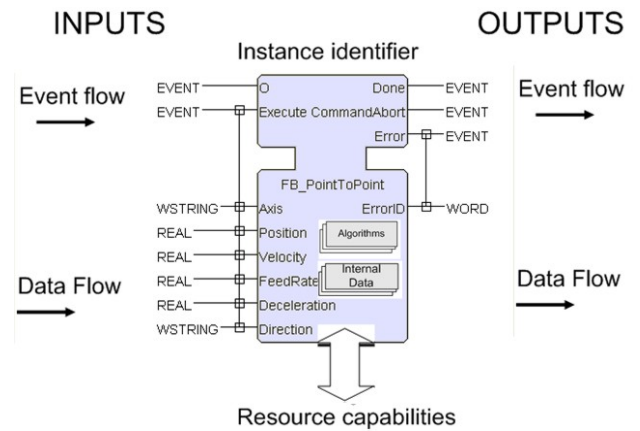 INPUTS
OUTPUTS
Instance identifier
Event flow
Event flow
EVENT O Done EVENT
EVENT Execute CommandAbort EVENT
Error EVENT
FB_PointToPoint
WSTRING Axis ErrorID WORD
REAL Position
Algorithms
REAL Velocity
REAL FeedRate
Internal
Data
REAL Deceleration
WSTRING Direction
Data Flow
Data Flow
Resource capabilities